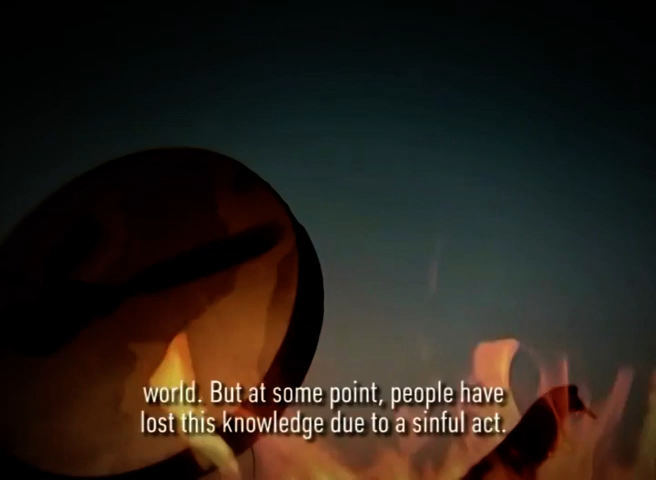 world. But at some point, people have
lost this knowledge due to a sinful act.